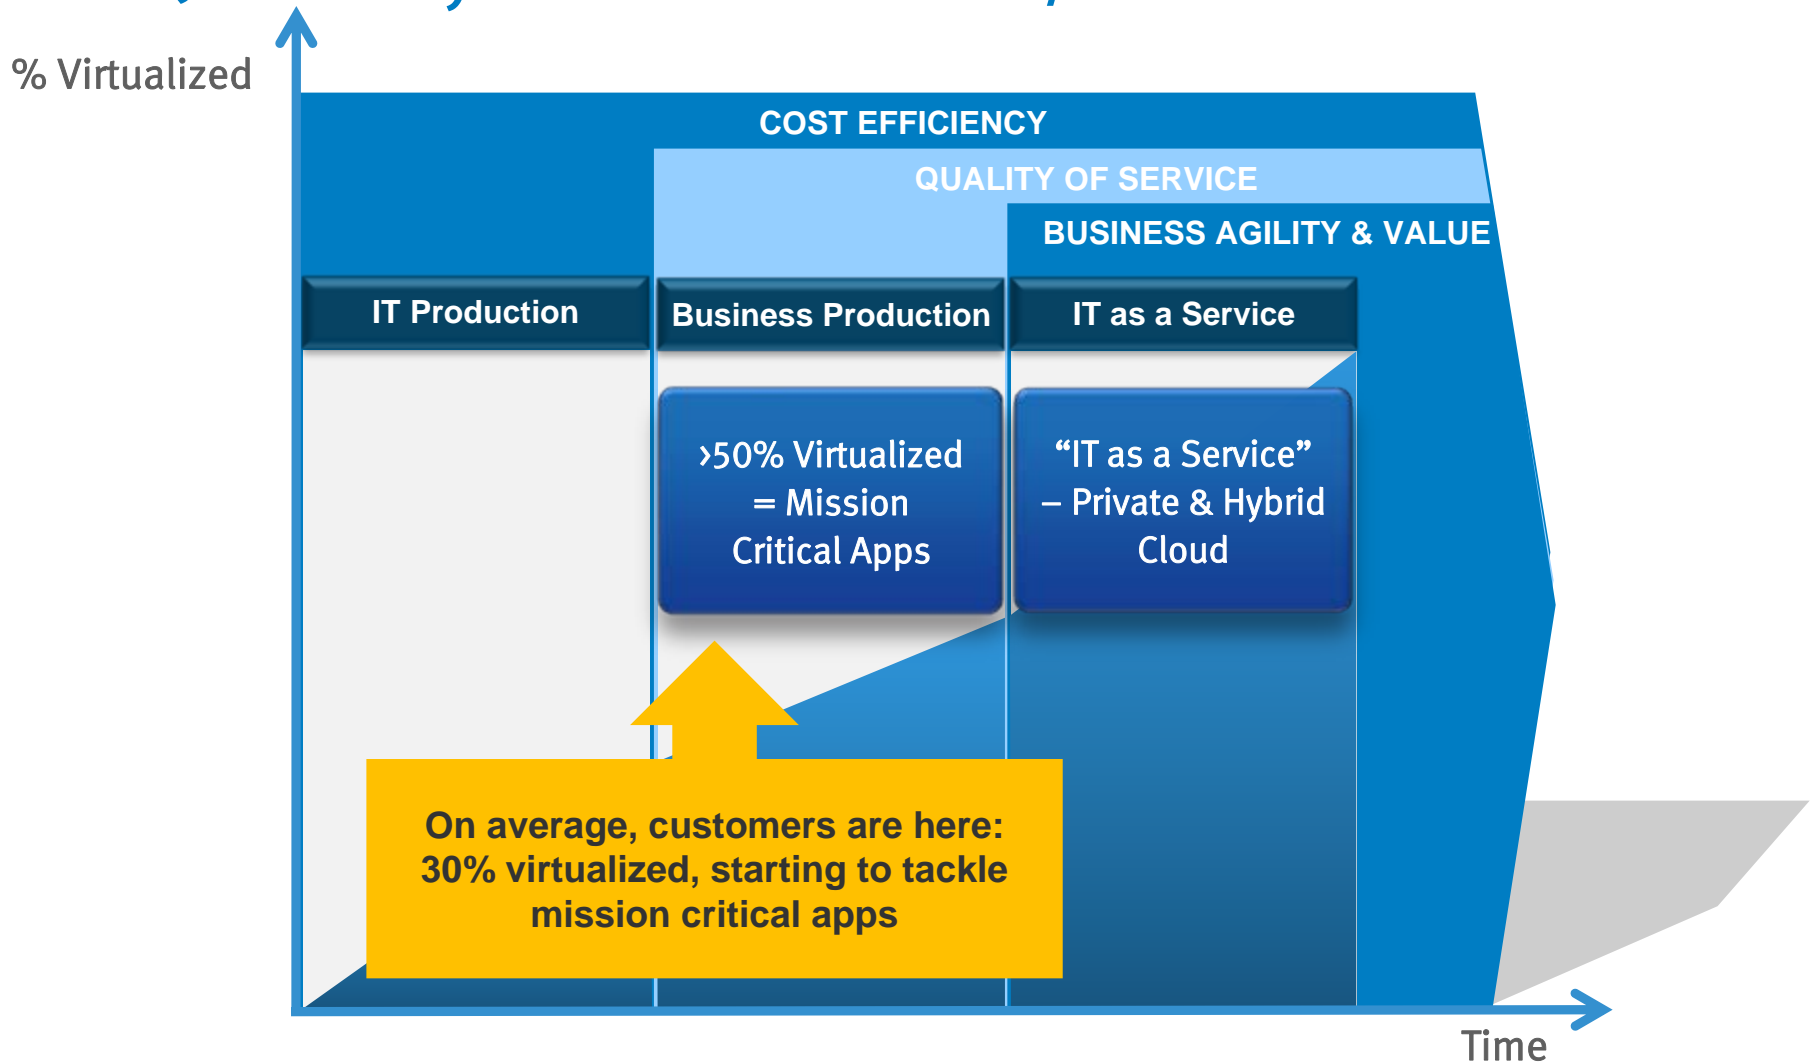 % Virtualized
COST EFFICIENCY
QUALITY OF SERVICE
BUSINESS AGILITY & VALUE
IT Production
Business Production
IT as a Service
>50% Virtualized
= Mission
Critical Apps
“IT as a Service”
– Private & Hybrid
Cloud
On average, customers are here:
30% virtualized, starting to tackle
mission critical apps
Time